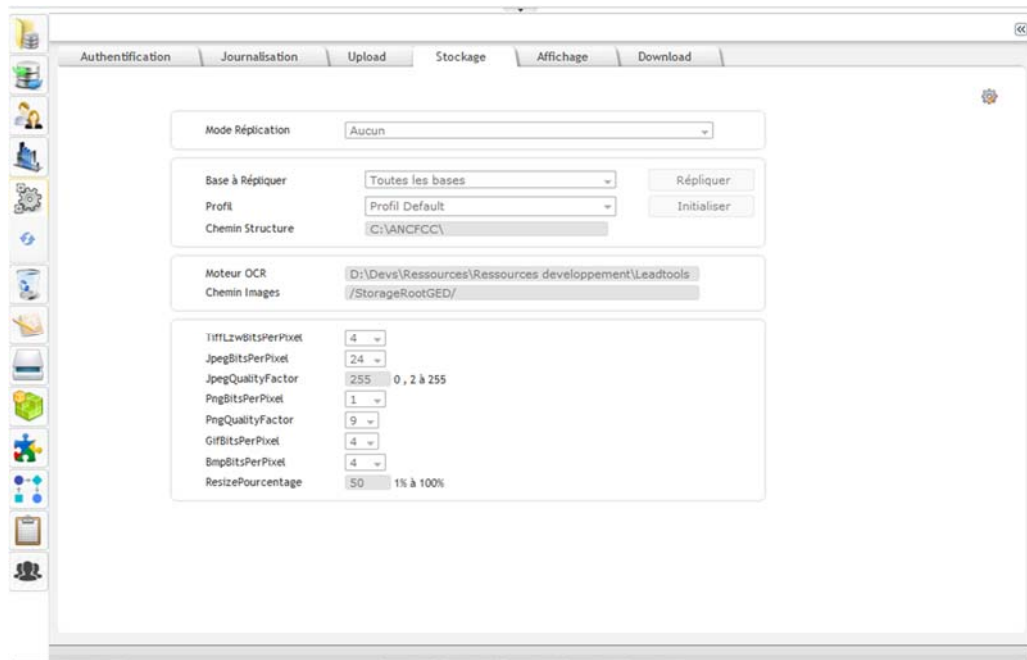 Authentification Journalisation Upload Stockage Affichage Download
Mode Réplication Aucun
Base à Répliquer Toutes les bases Répliquer
Profil Profil Default Initialiser
Chemin Structure C:\ANCFCC\
Moteur OCR D:\Devs\Ressources\Ressources developpement\Leadtools
Chemin Images /StorageRootGED/
TiffLzwBitsPerPixel 4
JpegBitsPerPixel 24
JpegQualityFactor 255 0 , 2 à 255
PngBitsPerPixel 1
PngQualityFactor 9
GifBitsPerPixel 4
BmpBitsPerPixel 4
ResizePourcentage 50 1% à 100%